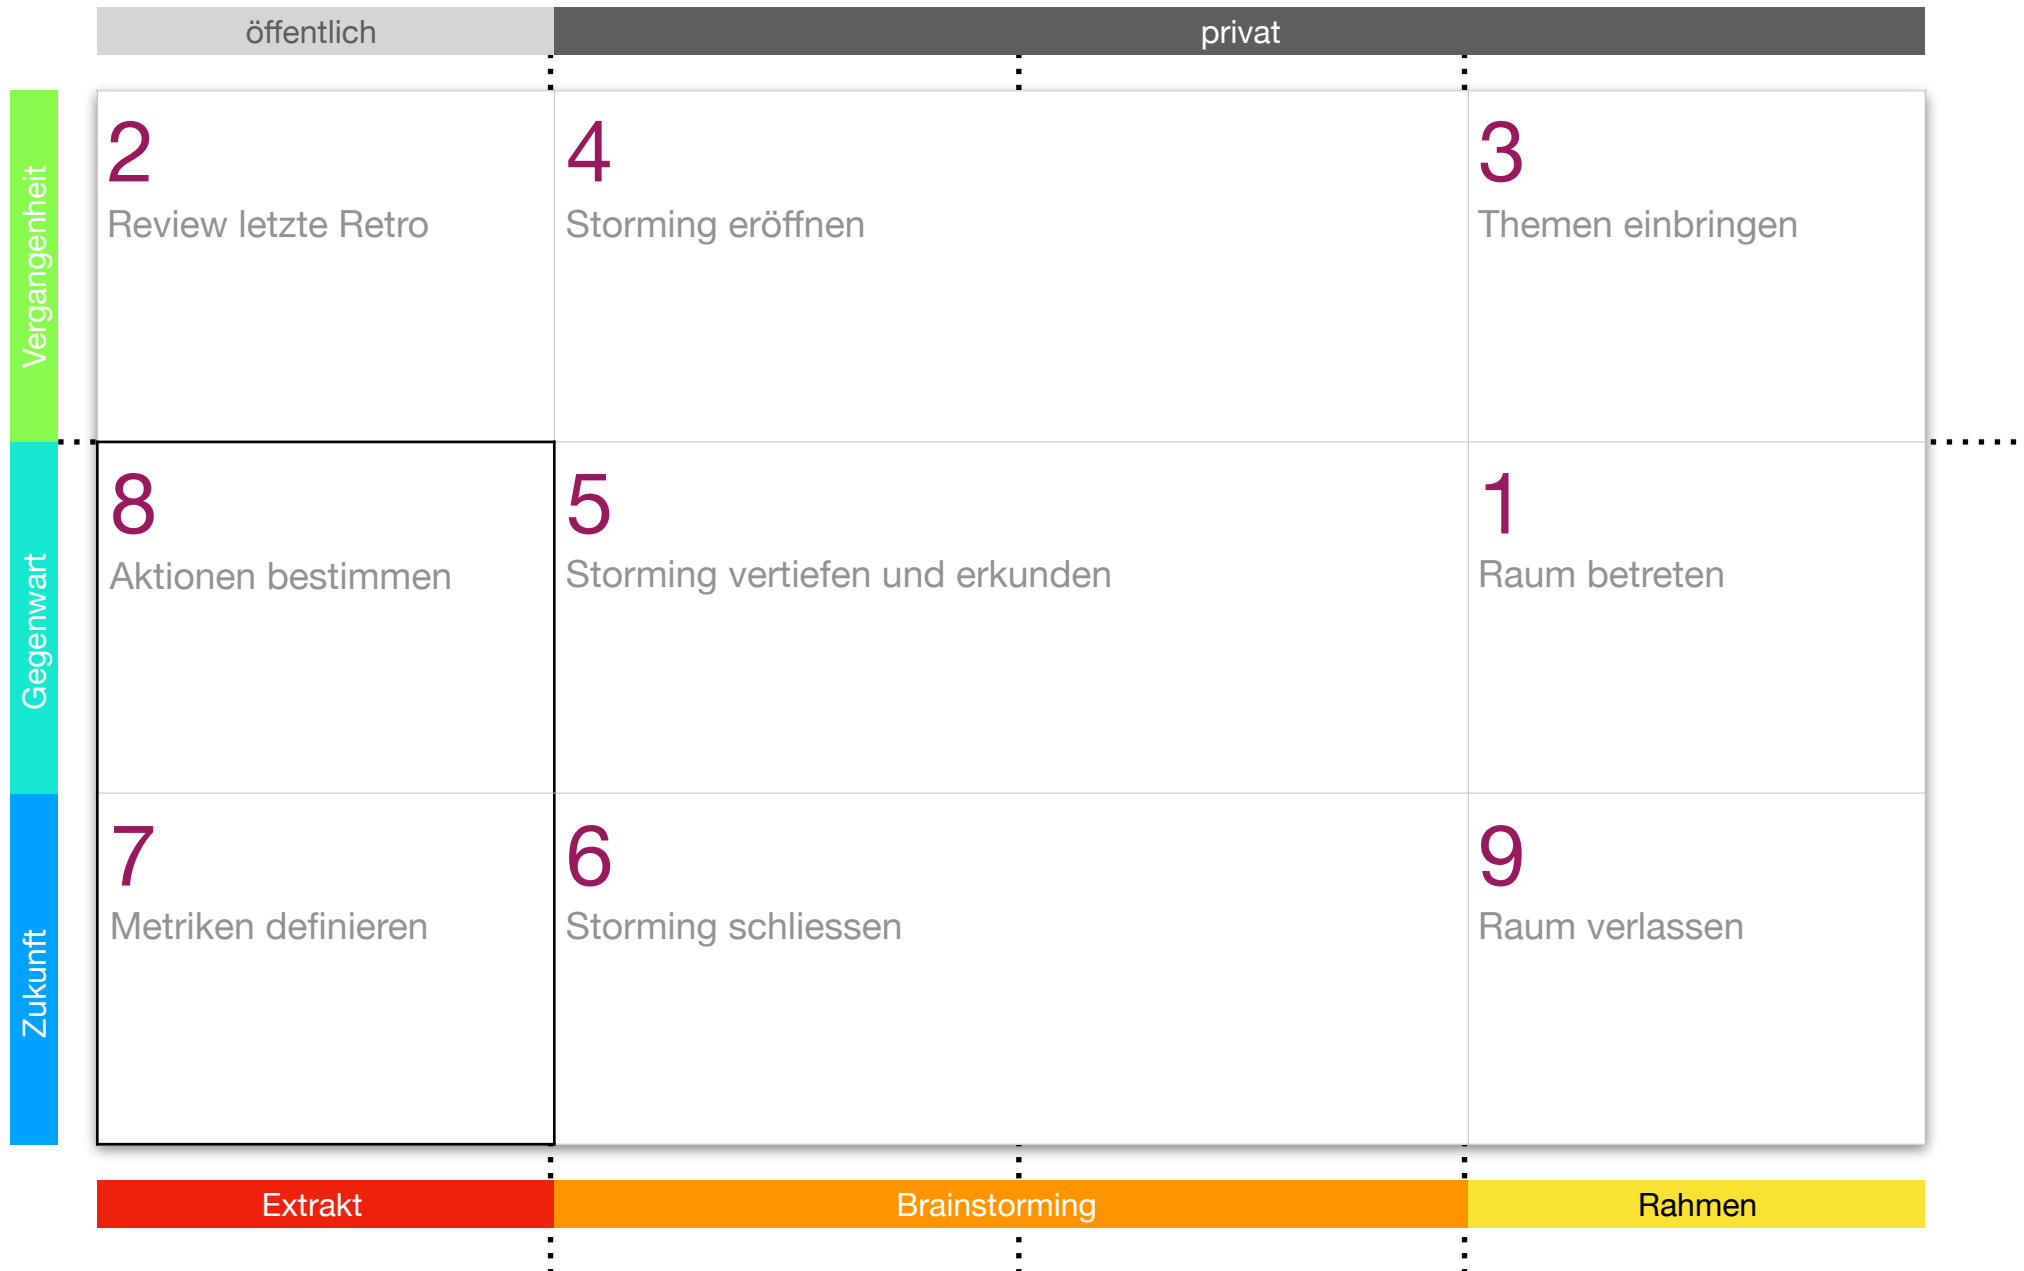 öffentlich
privat
Vergangenheit
2
Review letzte Retro
4
Storming eröffnen
3
Themen einbringen
Gegenwart
8
Aktionen bestimmen
5
Storming vertiefen und erkunden
1
Raum betreten
Zukunft
7
Metriken definieren
6
Storming schliessen
9
Raum verlassen
Extrakt
Brainstorming
Rahmen